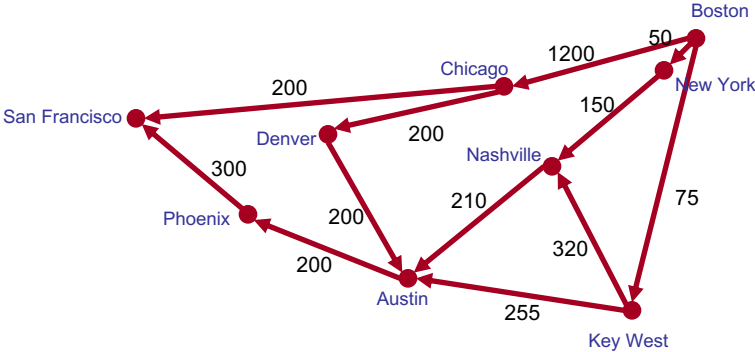 Boston
50
1200
Chicago
New York
200
150
San Francisco
Denver
200
Nashville
300
210
75
Phoenix
200
320
200
Austin
255
Key West